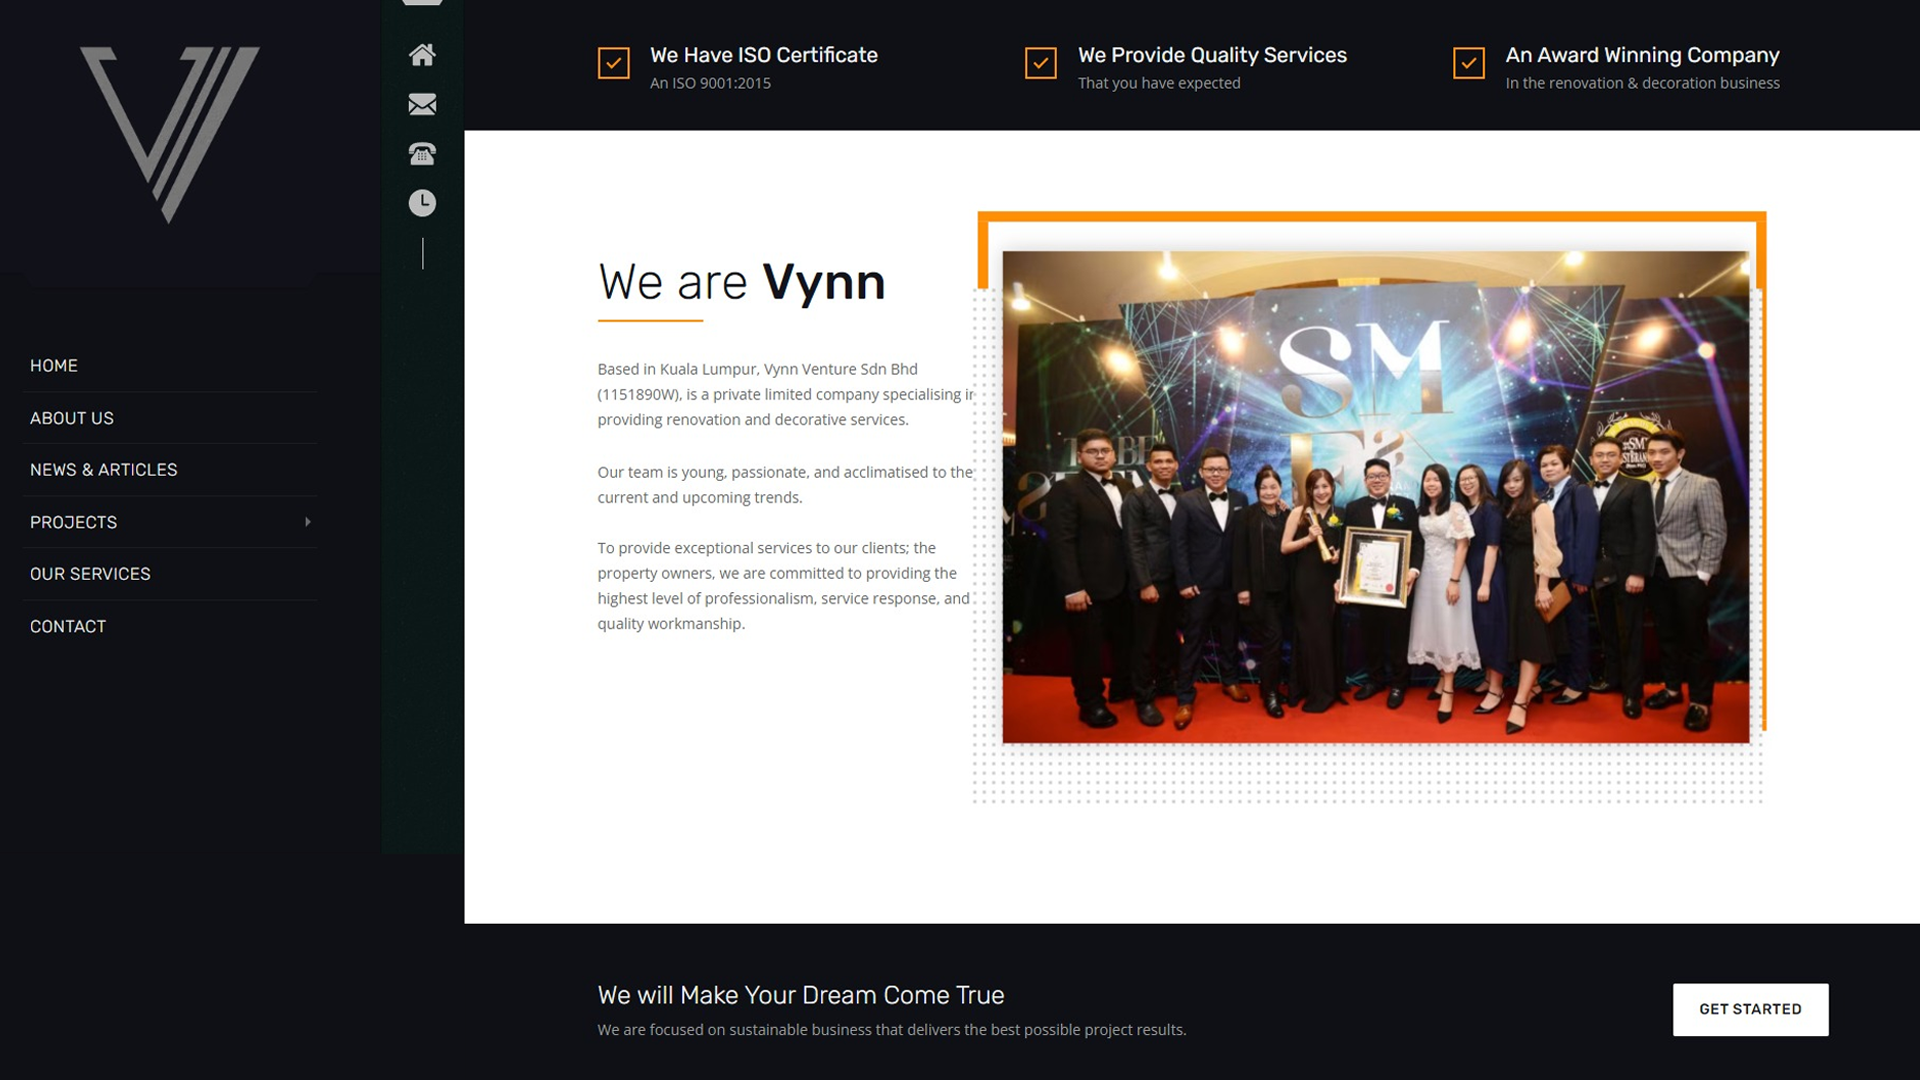 HOME
ABOUT US
NEWS & ARTICLES
PROJECTS
OUR SERVICES
CONTACT
We Have ISO Certificate
An ISO 9001:2015
We Provide Quality Services
That you have expected
An Award Winning Company
In the renovation & decoration business
We are Vynn
Based in Kuala Lumpur, Vynn Venture Sdn Bhd
(1151890W), is a private limited company specialising in
providing renovation and decorative services.
Our team is young, passionate, and acclimatised to the
current and upcoming trends.
To provide exceptional services to our clients; the
property owners, we are committed to providing the
highest level of professionalism, service response, and
quality workmanship.
SM
We will Make Your Dream Come True
We are focused on sustainable business that delivers the best possible project results.
GET STARTED